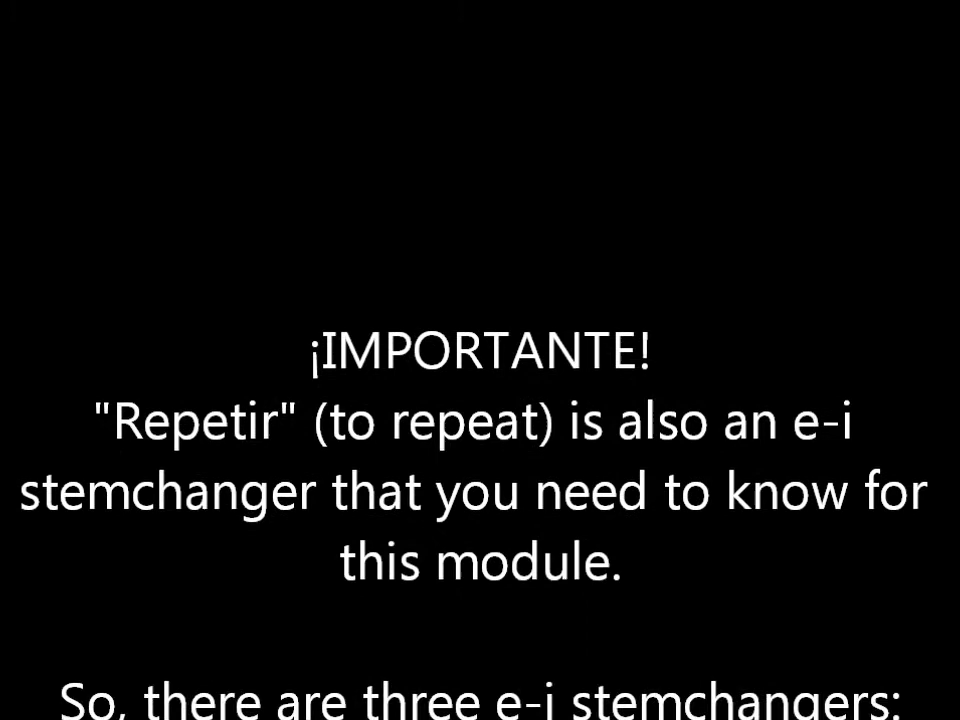 ¡IMPORTANTE!
"Repetir" (to repeat) is also an e-i
stemchanger that you need to know for
this module.
So, there are three e-i stemchangers: